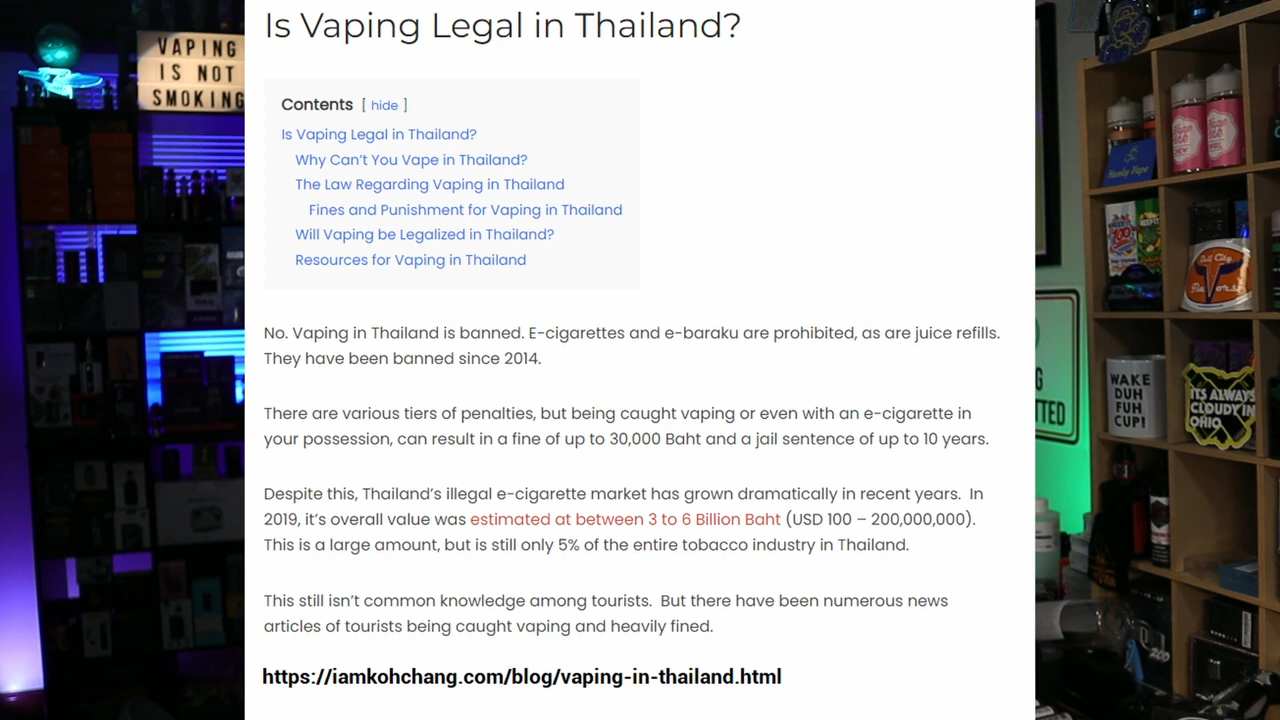 Is Vaping Legal in Thailand?
VAPING
IS NOT
SMOKING
Contents [ hide ]
Is Vaping Legal in Thailand?
Why Can't You Vape in Thailand?
The Law Regarding Vaping in Thailand
Fines and Punishment for Vaping in Thailand
Will Vaping be Legalized in Thailand?
Resources for Vaping in Thailand
No. Vaping in Thailand is banned. E-cigarettes and e-baraku are prohibited, as are juice refills.
They have been banned since 2014.
There are various tiers of penalties, but being caught vaping or even with an e-cigarette in
your possession, can result in a fine of up to 30,000 Baht and a jail sentence of up to 10 years.
Despite this, Thailand's illegal e-cigarette market has grown dramatically in recent years.  In
2019, it's overall value was estimated at between 3 to 6 Billion Baht (USD 100 – 200,000,000).
This is a large amount, but is still only 5% of the entire tobacco industry in Thailand.
This still isn't common knowledge among tourists.  But there have been numerous news
articles of tourists being caught vaping and heavily fined.
https://iamkohchang.com/blog/vaping-in-thailand.html
WAKE
DUH
FUH
CUP!
ITS ALWAYS
CLOUDY IN
OHIO